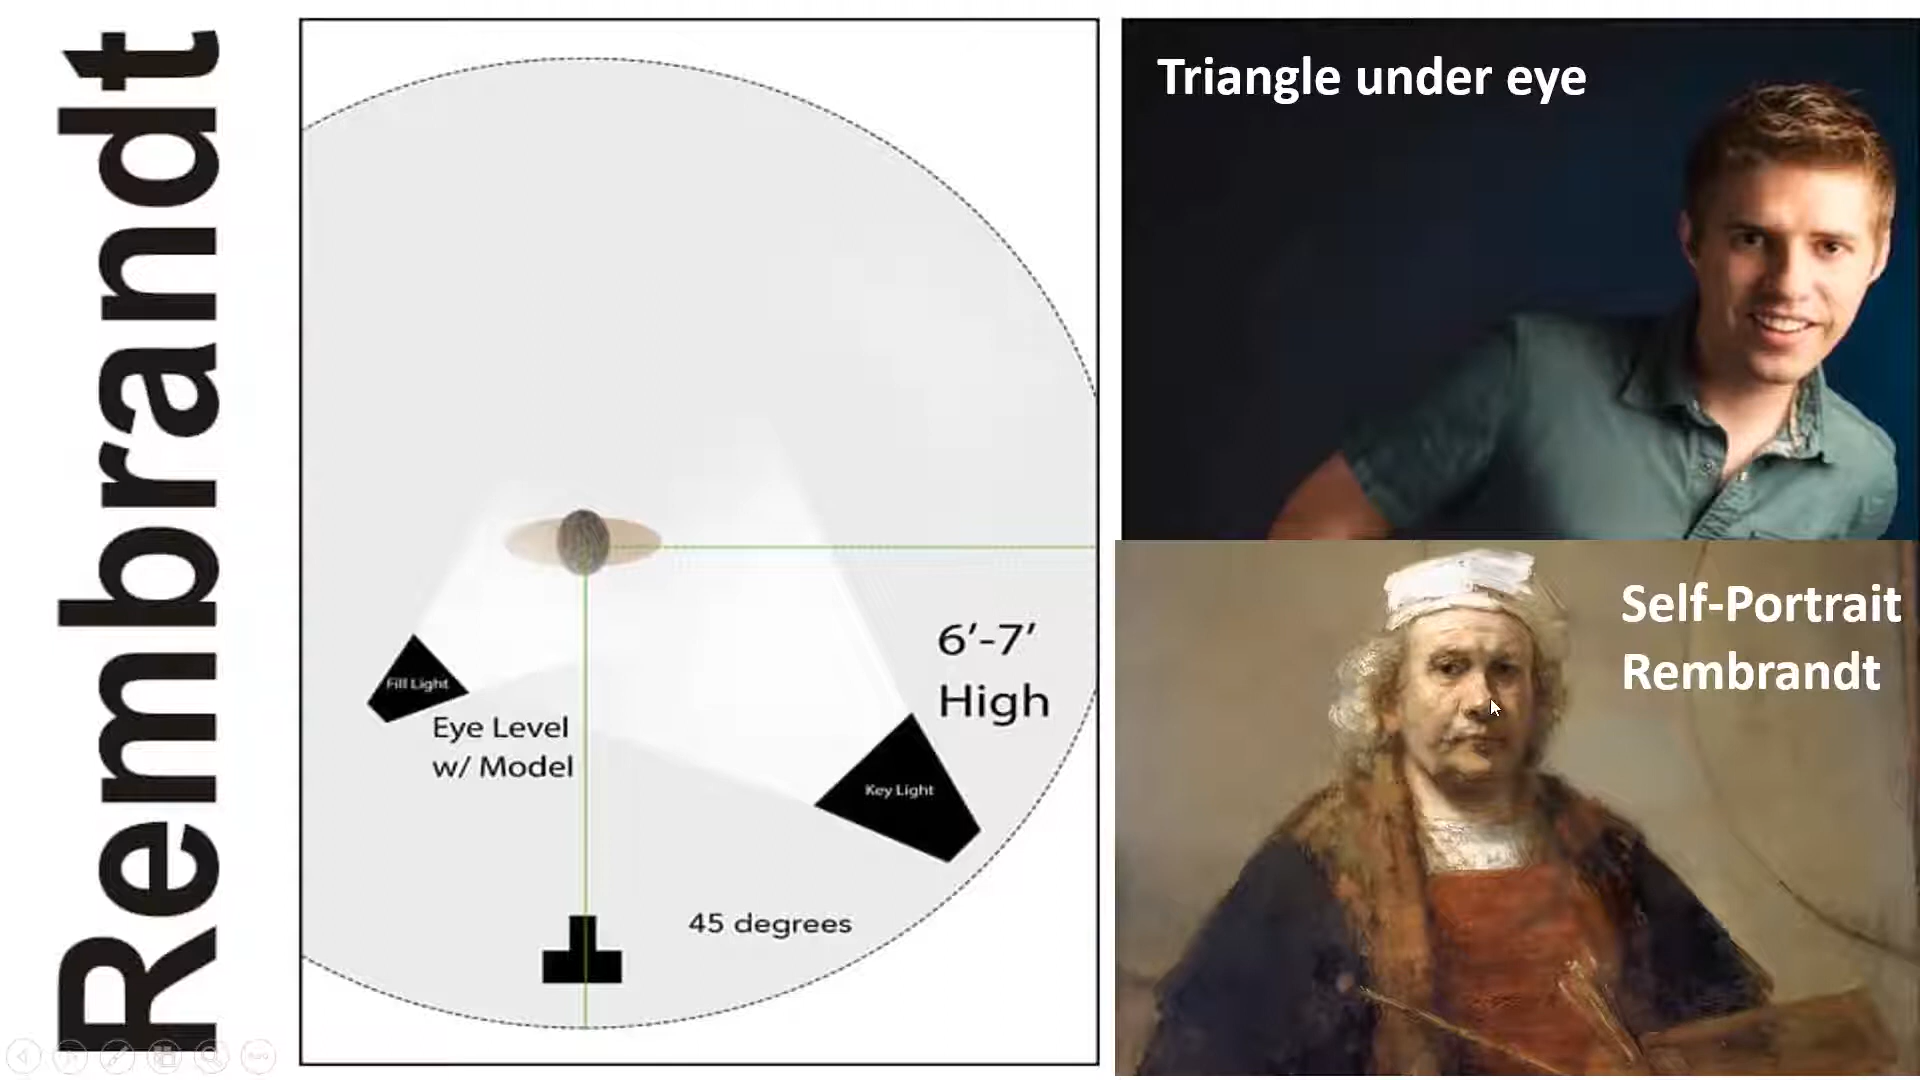 Rembrandt
Fill Light
Eye Level
w/ Model
6'-7'
High
Key Light
45 degrees
Triangle under eye
Self-Portrait
Rembrandt